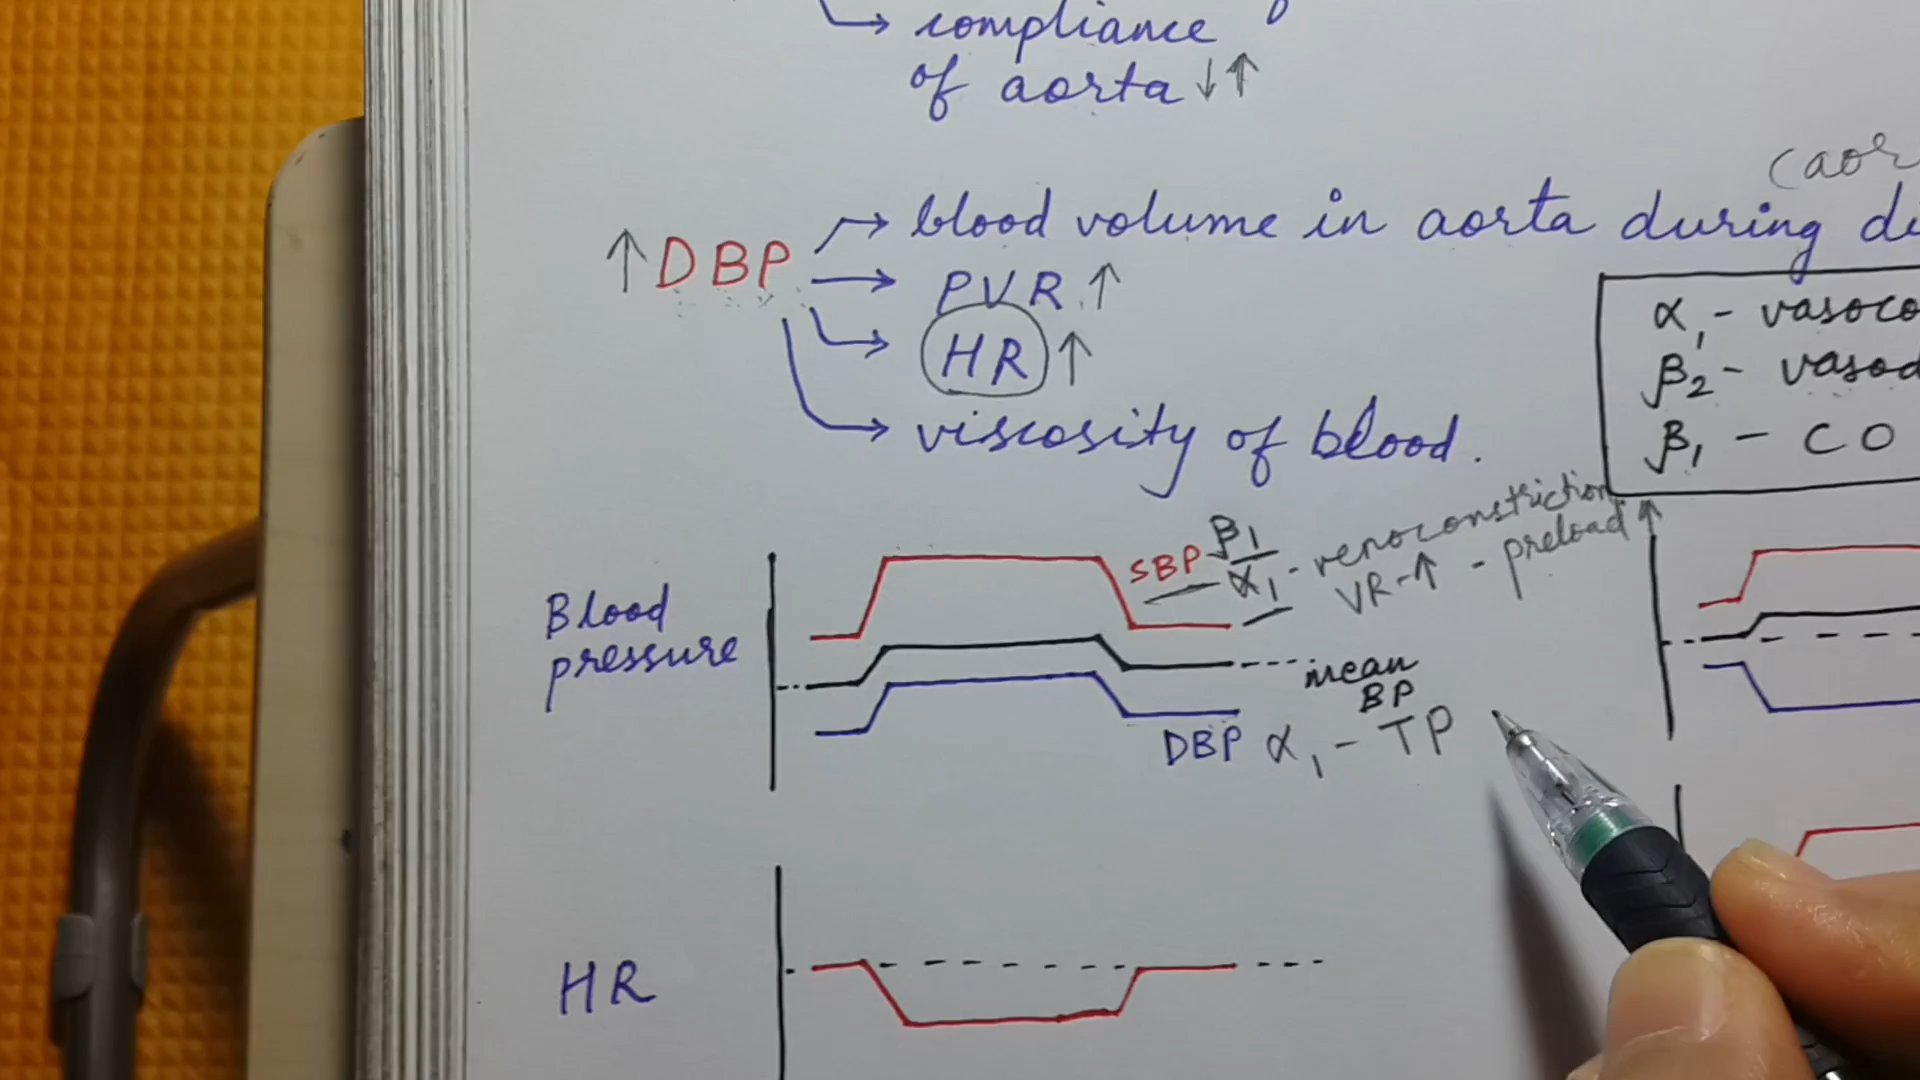 compliance
of aorta ↓↑
(aor
↑ DBP → blood volume in aorta during di
→ PVR ↑
→ HR ↑
→ viscosity of blood.
α1 - vasoco
β2 - vasod
β1 - CO
Blood
pressure
SBP β1
α1 - venoconstriction
VR-↑ - preload
mean
BP
DBP α1 - TP
HR